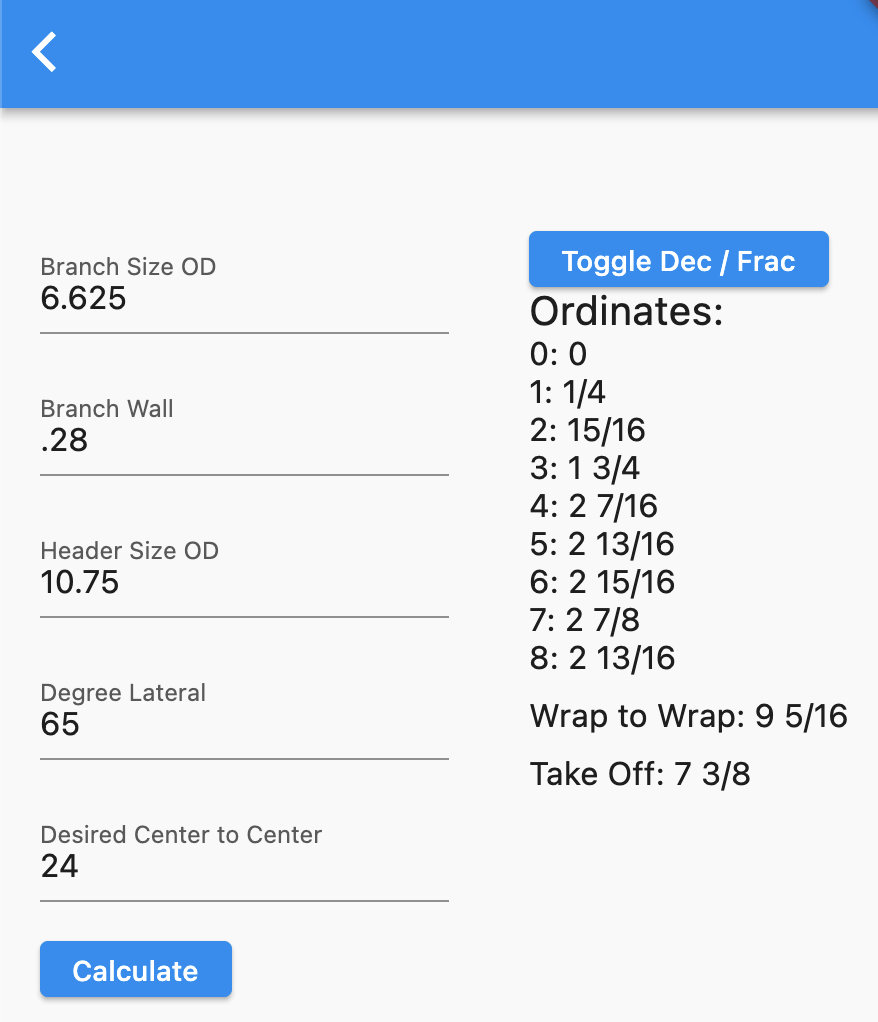 Branch Size OD
6.625
Branch Wall
.28
Header Size OD
10.75
Degree Lateral
65
Desired Center to Center
24
Calculate
Toggle Dec / Frac
Ordinates:
0: 0
1: 1/4
2: 15/16
3: 1 3/4
4: 2 7/16
5: 2 13/16
6: 2 15/16
7: 2 7/8
8: 2 13/16
Wrap to Wrap: 9 5/16
Take Off: 7 3/8